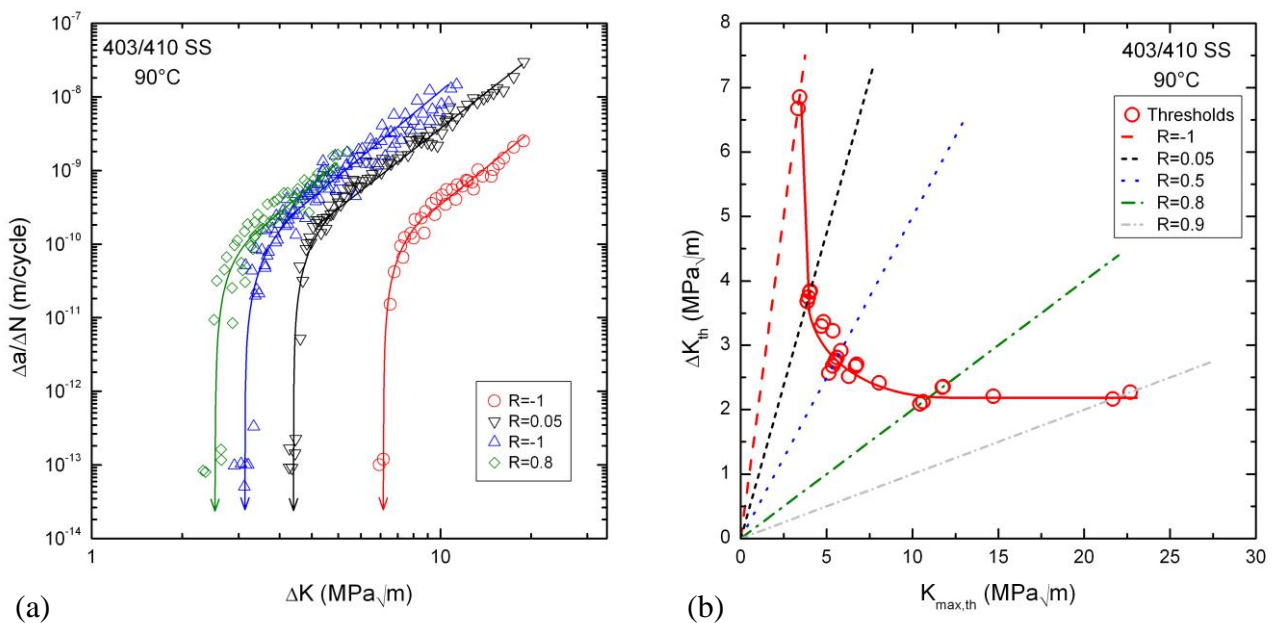 403/410 SS
90°C
10⁻⁷
10⁻⁸
10⁻⁹
10⁻¹⁰
10⁻¹¹
10⁻¹²
10⁻¹³
10⁻¹⁴
Δa/ΔN (m/cycle)
R=-1
R=0.05
R=-1
R=0.8
1
10
ΔK (MPa√m)
(a)
403/410 SS
90°C
Thresholds
R=-1
R=0.05
R=0.5
R=0.8
R=0.9
8
7
6
5
4
3
2
1
0
ΔK_th (MPa√m)
0 5 10 15 20 25 30
K_max,th (MPa√m)
(b)